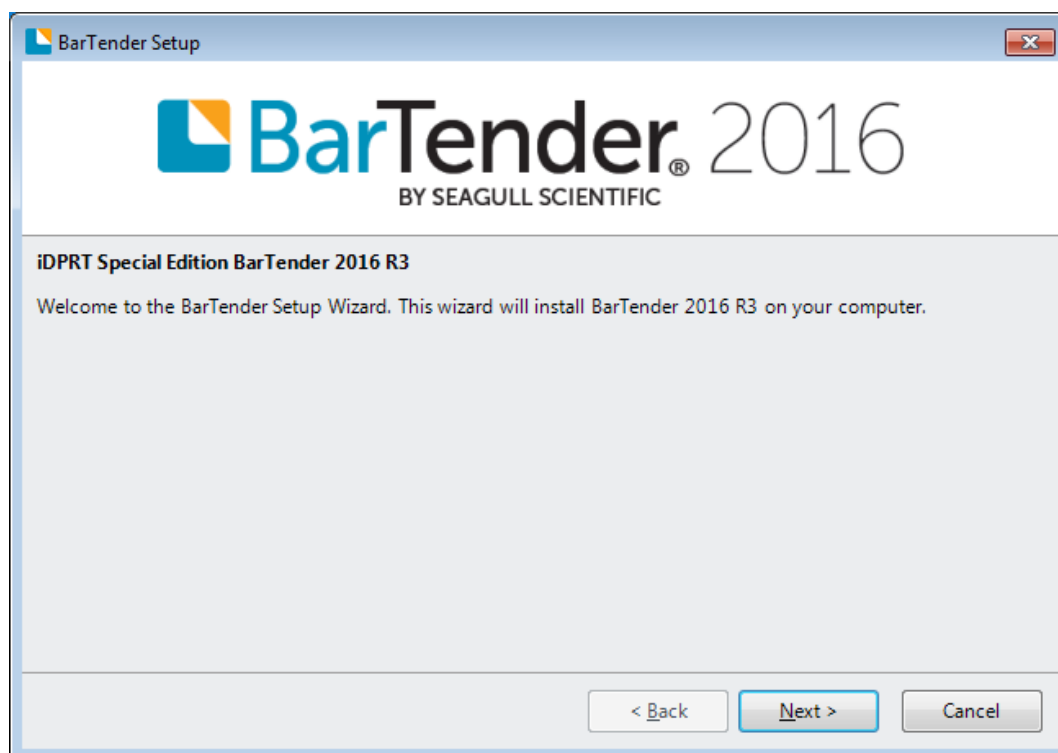 BarTender Setup
BarTender® 2016
BY SEAGULL SCIENTIFIC
iDPRT Special Edition BarTender 2016 R3
Welcome to the BarTender Setup Wizard. This wizard will install BarTender 2016 R3 on your computer.
< Back Next > Cancel